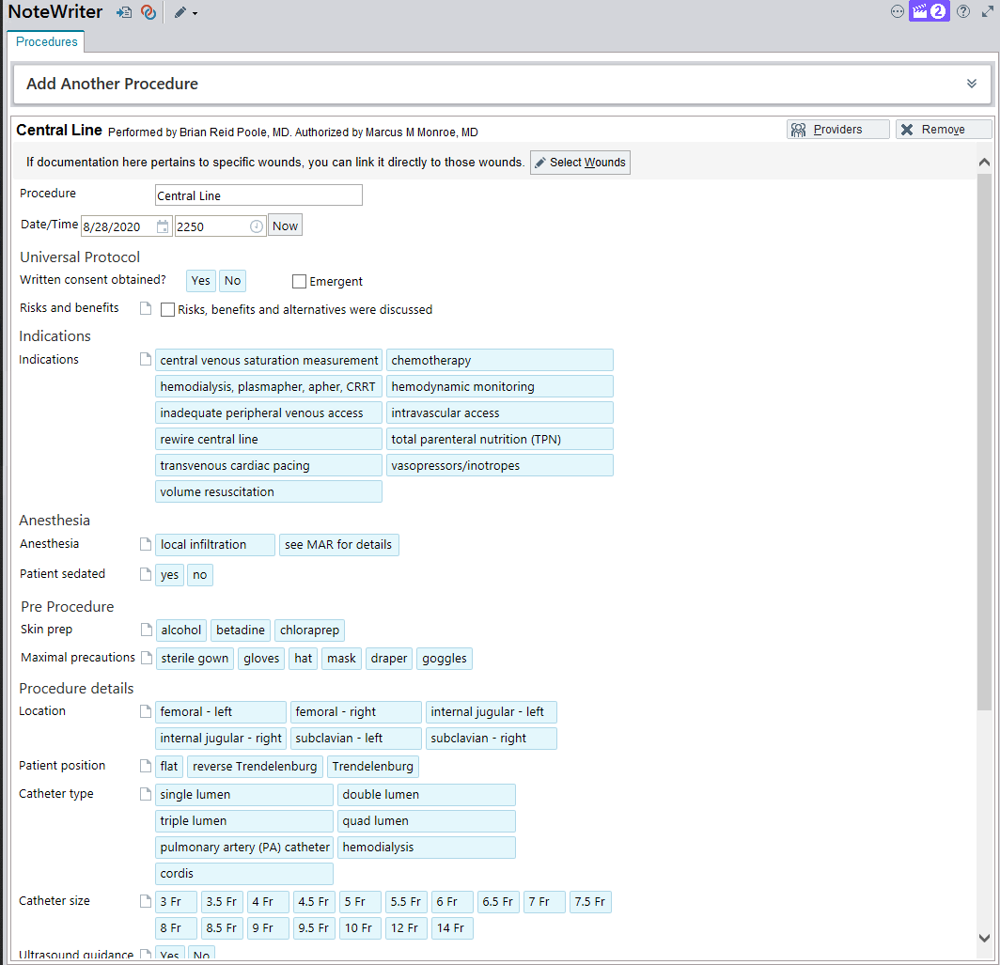 NoteWriter
2
Procedures
Add Another Procedure
Central Line Performed by Brian Reid Poole, MD. Authorized by Marcus M Monroe, MD
Providers
Remove
If documentation here pertains to specific wounds, you can link it directly to those wounds. Select Wounds
Procedure Central Line
Date/Time 8/28/2020 2250 Now
Universal Protocol
Written consent obtained? Yes No Emergent
Risks and benefits Risks, benefits and alternatives were discussed
Indications
Indications central venous saturation measurement chemotherapy
hemodialysis, plasmapher, apher, CRRT hemodynamic monitoring
inadequate peripheral venous access intravascular access
rewire central line total parenteral nutrition (TPN)
transvenous cardiac pacing vasopressors/inotropes
volume resuscitation
Anesthesia
Anesthesia local infiltration see MAR for details
Patient sedated yes no
Pre Procedure
Skin prep alcohol betadine chloraprep
Maximal precautions sterile gown gloves hat mask draper goggles
Procedure details
Location femoral - left femoral - right internal jugular - left
internal jugular - right subclavian - left subclavian - right
Patient position flat reverse Trendelenburg Trendelenburg
Catheter type single lumen double lumen
triple lumen quad lumen
pulmonary artery (PA) catheter hemodialysis
cordis
Catheter size 3 Fr 3.5 Fr 4 Fr 4.5 Fr 5 Fr 5.5 Fr 6 Fr 6.5 Fr 7 Fr 7.5 Fr
8 Fr 8.5 Fr 9 Fr 9.5 Fr 10 Fr 12 Fr 14 Fr
Ultrasound guidance Yes No